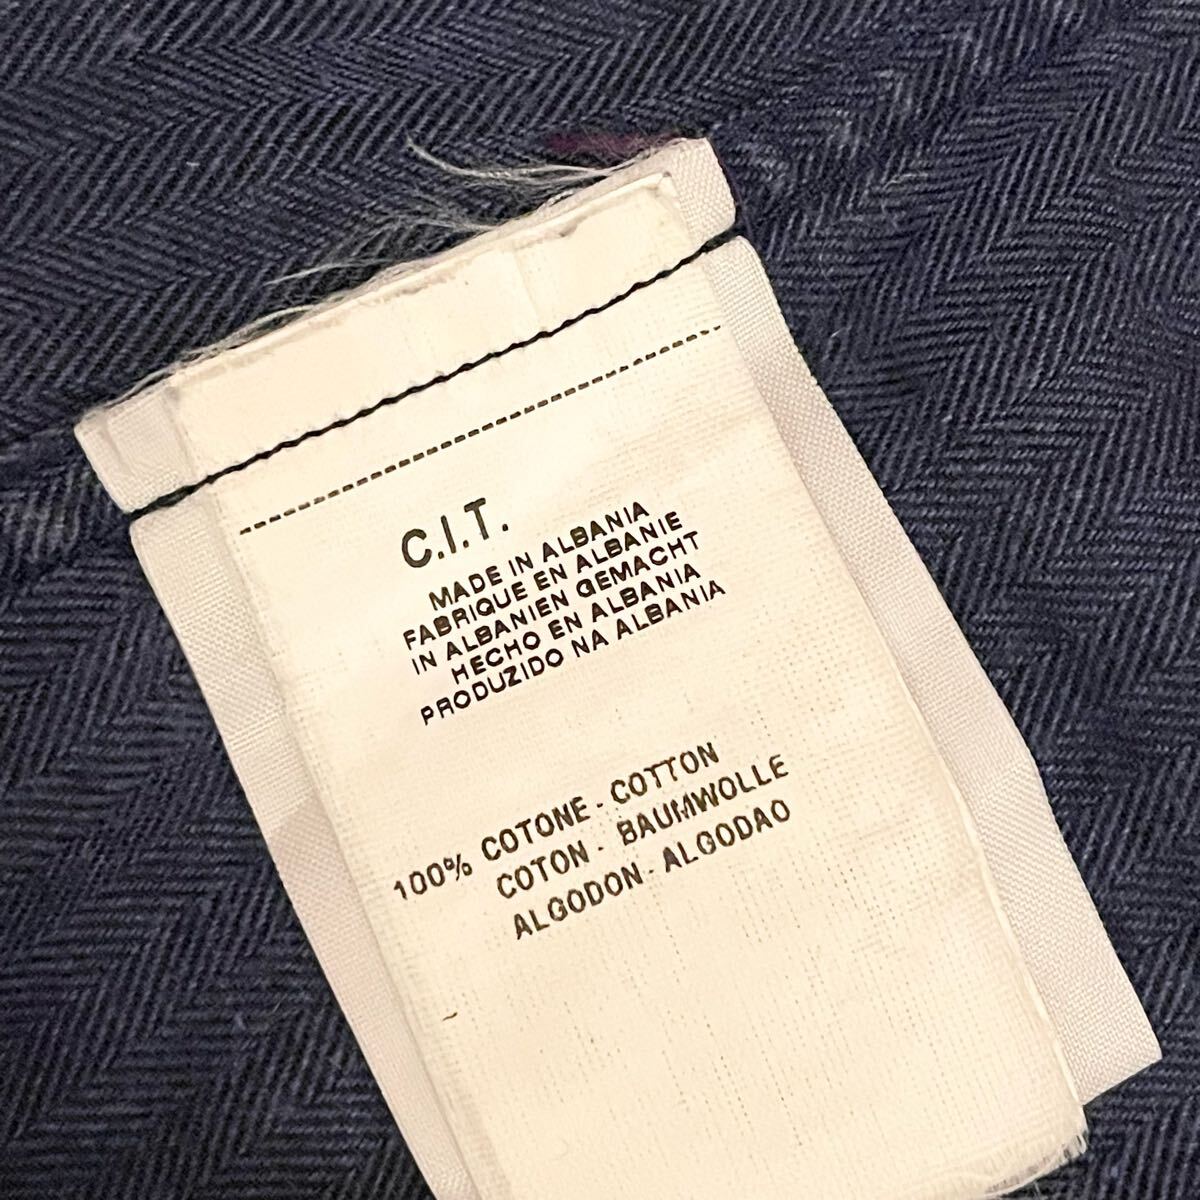 C.I.T.
MADE IN ALBANIA
FABRIQUE EN ALBANIE
IN ALBANIEN GEMACHT
HECHO EN ALBANIA
PRODUZIDO NA ALBANIA
100% COTONE - COTTON
COTON - BAUMWOLLE
ALGODON - ALGODAO